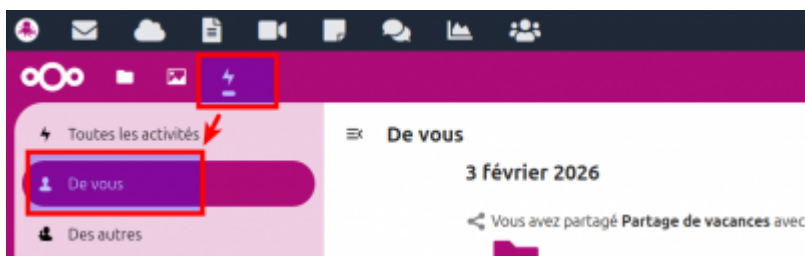 Toutes les activités
De vous
De vous
3 février 2026
Vous avez partagé Partage de vacances avec
Des autres